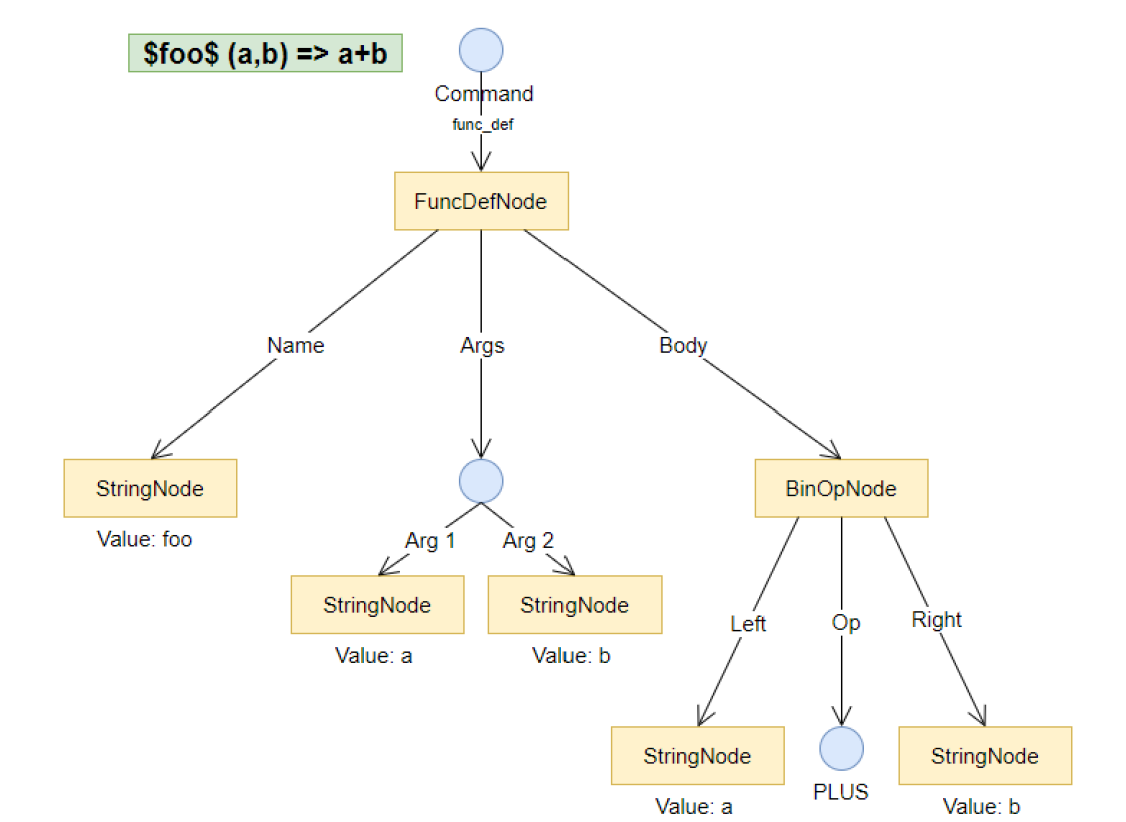 $foo$ (a,b) => a+b
Command
func_def
FuncDefNode
Name
Args
Body
StringNode
BinOpNode
Value: foo
Arg 1
Arg 2
StringNode
StringNode
Value: a
Value: b
Left
Op
Right
StringNode
StringNode
PLUS
Value: a
Value: b